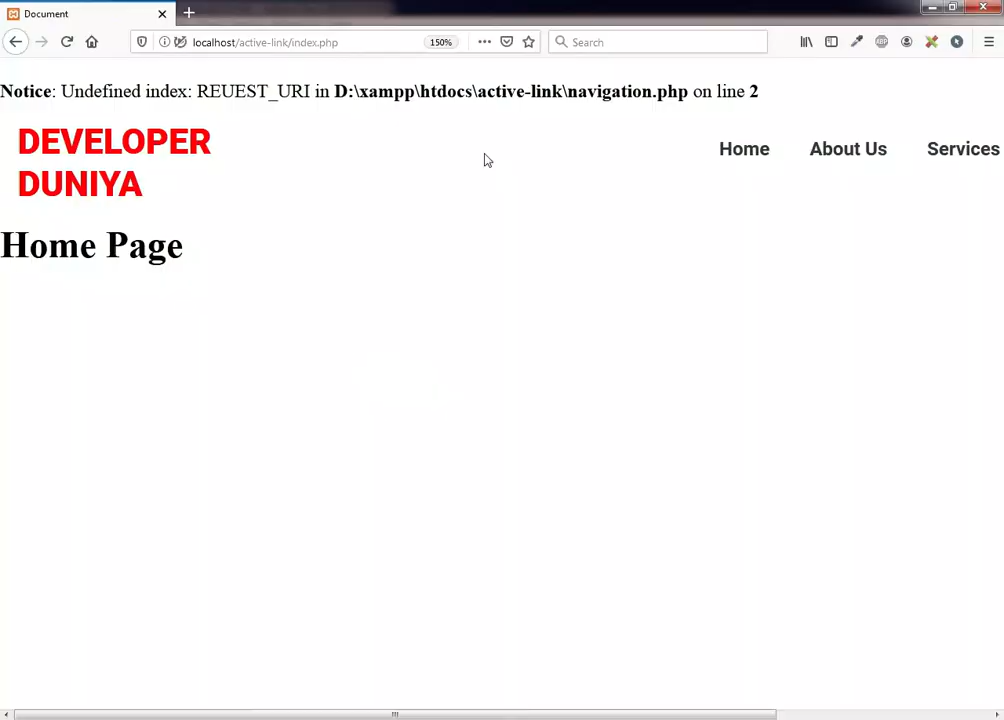 Document
localhost/active-link/index.php
150%
Search
Notice: Undefined index: REUEST_URI in D:\xampp\htdocs\active-link\navigation.php on line 2
DEVELOPER
DUNIYA
Home About Us Services
Home Page